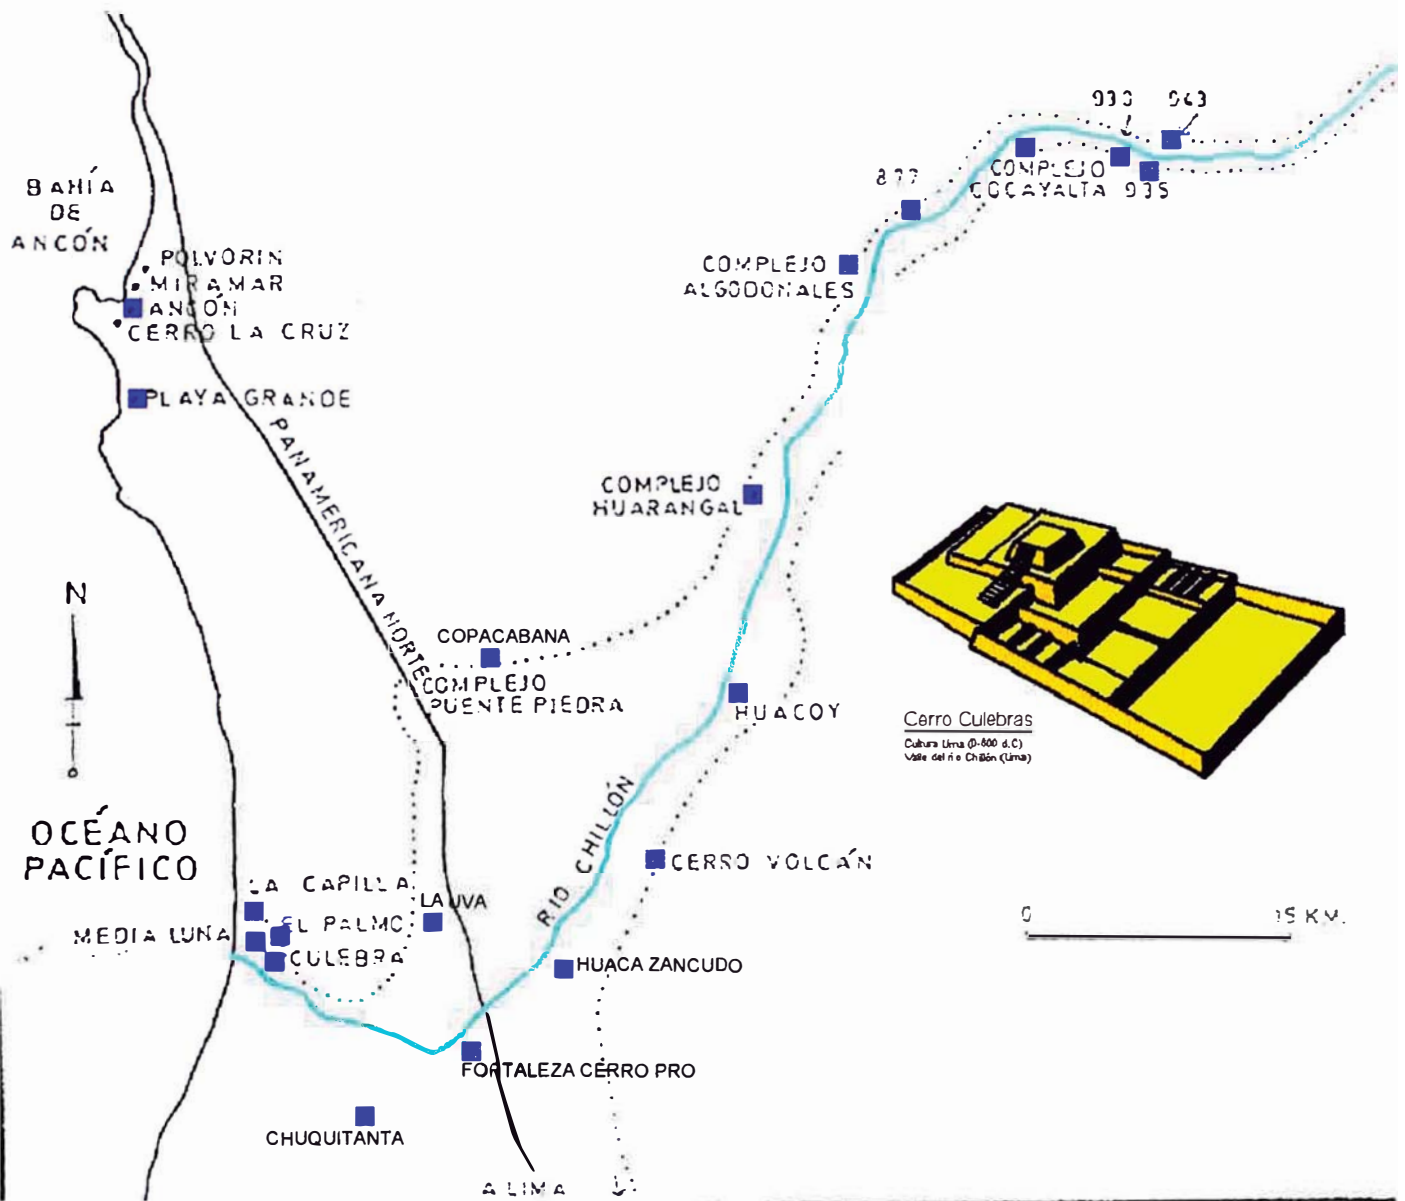 BAHÍA
DE
ANCÓN
POLVORIN
MIRAMAR
ANCÓN
CERRO LA CRUZ
PLAYA GRANDE
PANAMERICANA NORTE
877
COMPLEJO
COCAYALTA 935
COMPLEJO
ALGODONALES
COMPLEJO
HUARANGAL
N
COPACABANA
COMPLEJO
PUENTE PIEDRA
HUACOY
Cerro Culebras
Cultura Lima (0-600 d.C)
Valle del rio Chillón (Lima)
OCÉANO
PACÍFICO
RIO CHILLÓN
CERRO VOLCÁN
LA CAPILLA
LA UVA
EL PALMO
MEDIA LUNA
CULEBRA
HUACA ZANCUDO
0 15 KM.
FORTALEZA CERRO PRO
CHUQUITANTA
A LIMA